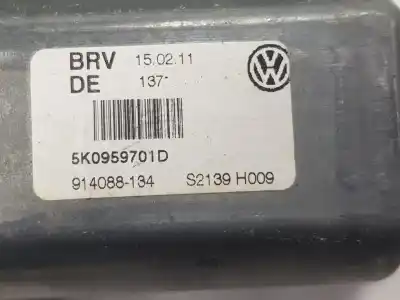 BRV 15.02.11
DE 137
5K0959701D
914088-134 S2139 H009